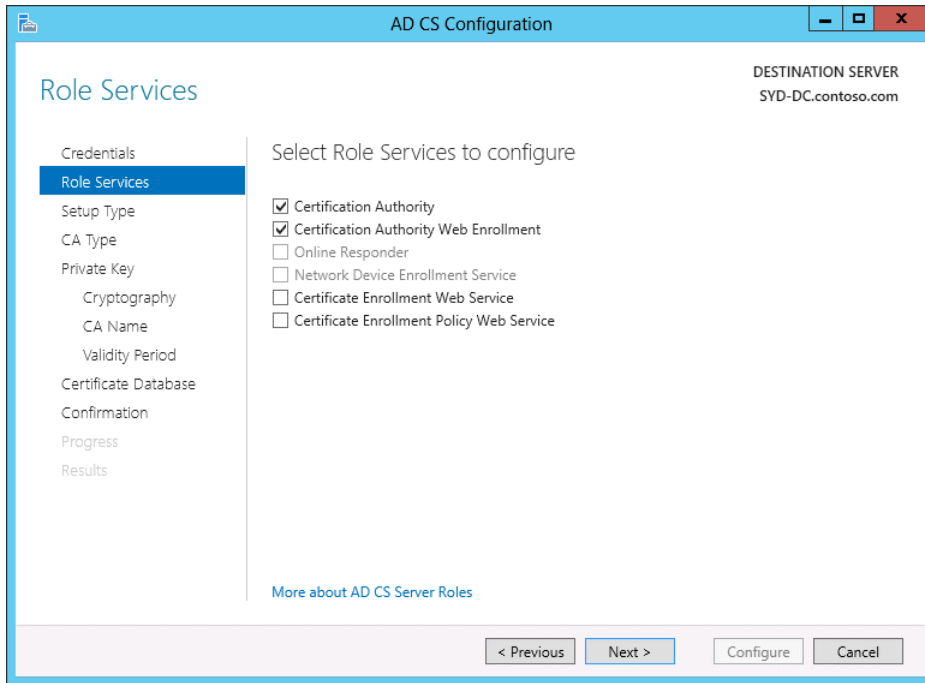 AD CS Configuration
Role Services
DESTINATION SERVER
SYD-DC.contoso.com
Credentials
Role Services
Setup Type
CA Type
Private Key
Cryptography
CA Name
Validity Period
Certificate Database
Confirmation
Progress
Results
Select Role Services to configure
Certification Authority
Certification Authority Web Enrollment
Online Responder
Network Device Enrollment Service
Certificate Enrollment Web Service
Certificate Enrollment Policy Web Service
More about AD CS Server Roles
< Previous
Next >
Configure
Cancel